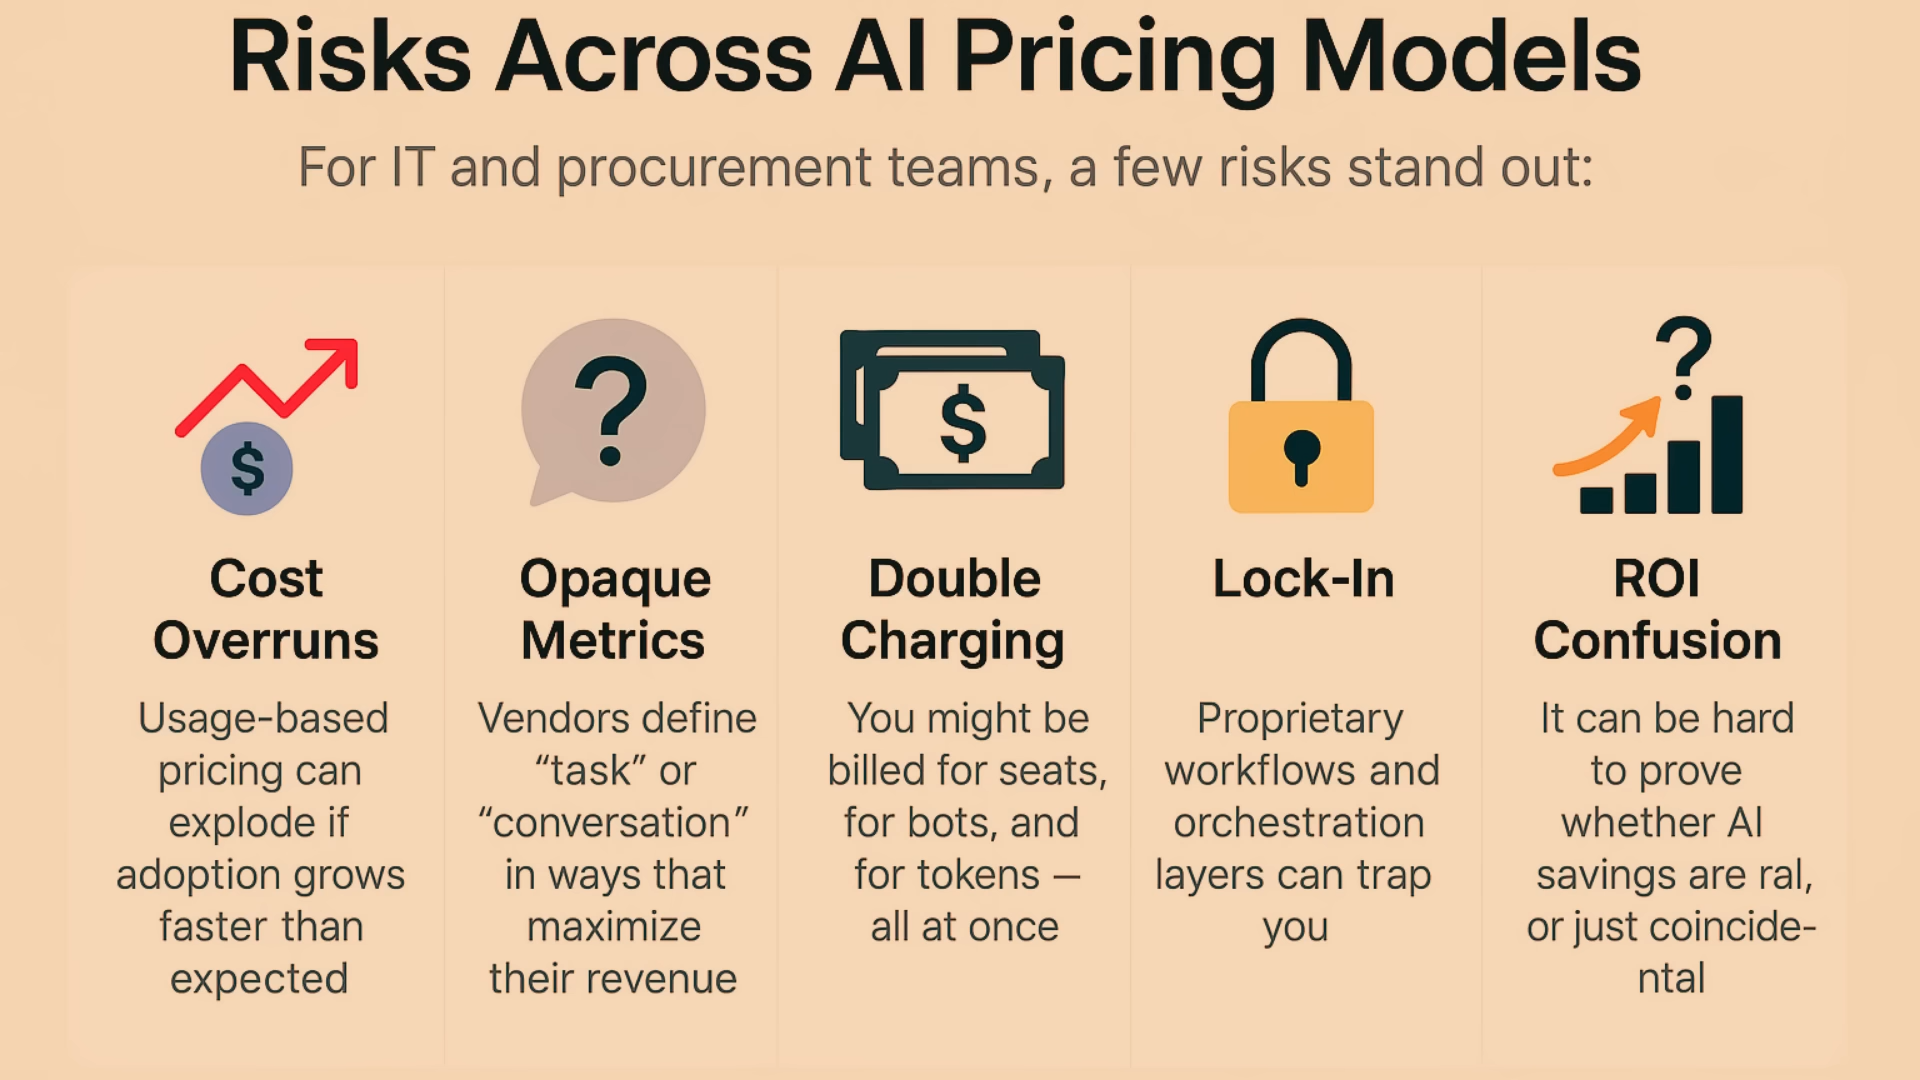 Risks Across AI Pricing Models
For IT and procurement teams, a few risks stand out:
$
?
$
?
Cost
Overruns
Usage-based
pricing can
explode if
adoption grows
faster than
expected
Opaque
Metrics
Vendors define
“task” or
“conversation”
in ways that
maximize
their revenue
Double
Charging
You might be
billed for seats,
for bots, and
for tokens —
all at once
Lock-In
Proprietary
workflows and
orchestration
layers can trap
you
ROI
Confusion
It can be hard
to prove
whether AI
savings are ral,
or just coincide-
ntal